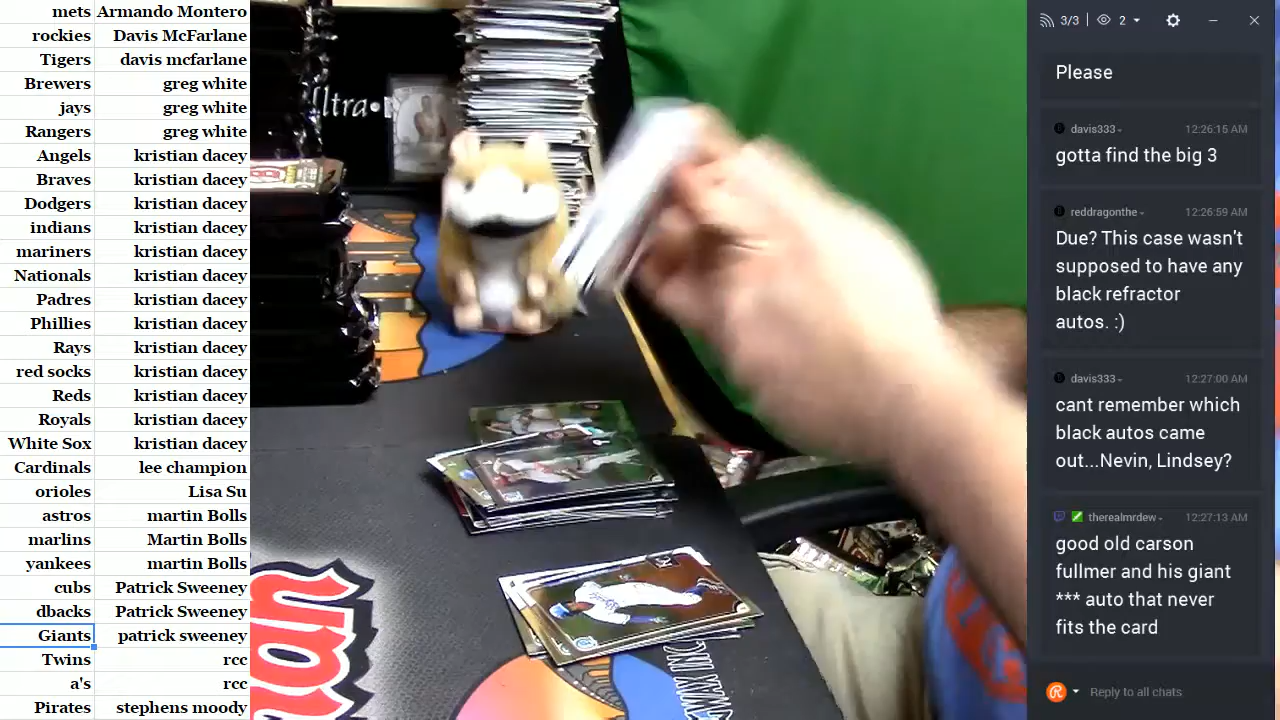 mets Armando Montero
rockies Davis McFarlane
Tigers davis mcfarlane
Brewers greg white
jays greg white
Rangers greg white
Angels kristian dacey
Braves kristian dacey
Dodgers kristian dacey
indians kristian dacey
mariners kristian dacey
Nationals kristian dacey
Padres kristian dacey
Phillies kristian dacey
Rays kristian dacey
red socks kristian dacey
Reds kristian dacey
Royals kristian dacey
White Sox kristian dacey
Cardinals lee champion
orioles Lisa Su
astros martin Bolls
marlins Martin Bolls
yankees martin Bolls
cubs Patrick Sweeney
dbacks Patrick Sweeney
Giants patrick sweeney
Twins rcc
a's rcc
Pirates stephens moody
3/3 2
Please
davis333 12:26:15 AM
gotta find the big 3
reddragonthe 12:26:59 AM
Due? This case wasn't
supposed to have any
black refractor
autos. :)
davis333 12:27:00 AM
cant remember which
black autos came
out...Nevin, Lindsey?
therealmrdew 12:27:13 AM
good old carson
fullmer and his giant
*** auto that never
fits the card
Reply to all chats